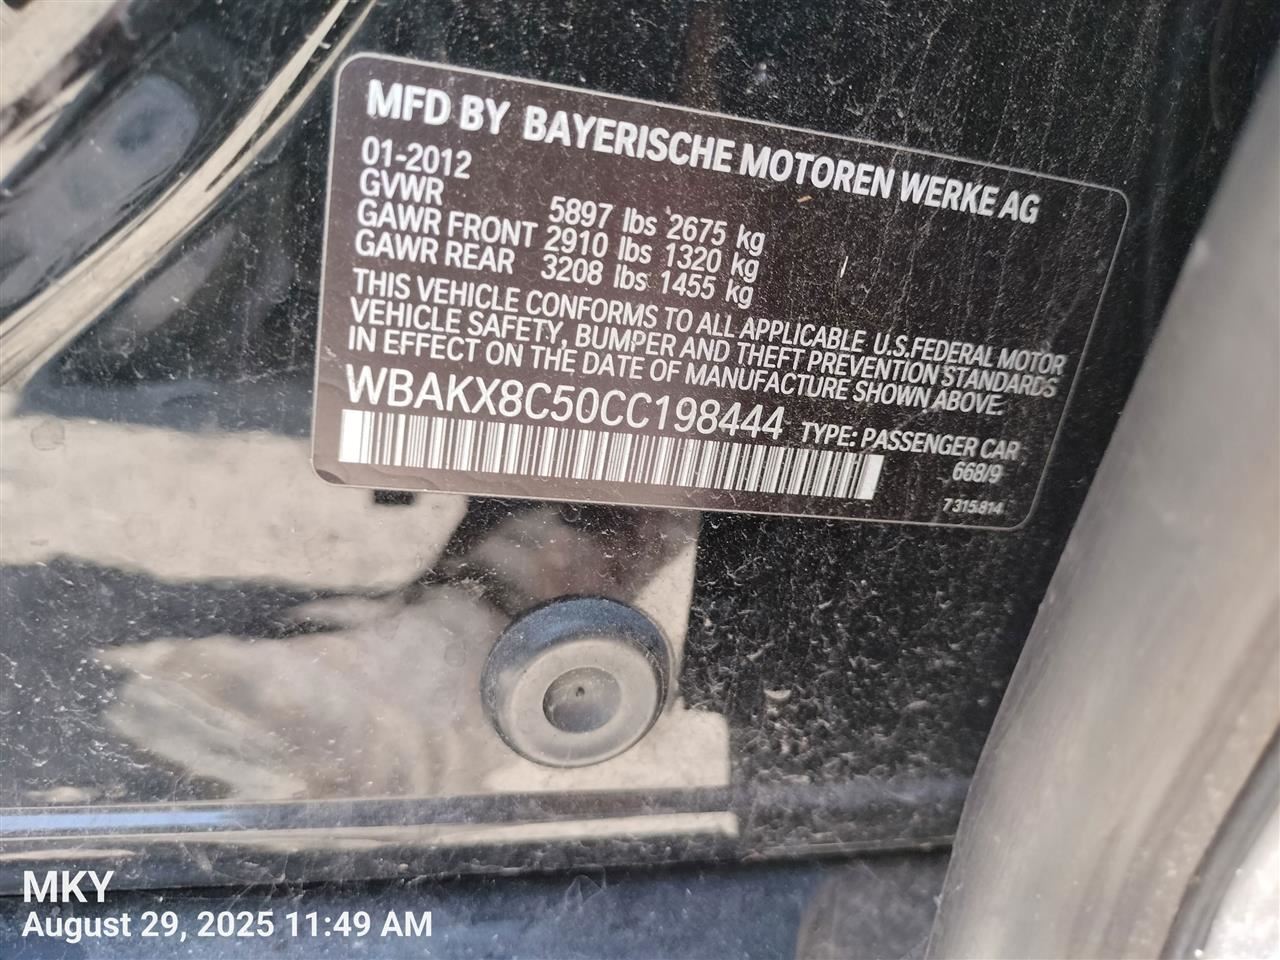 MFD BY BAYERISCHE MOTOREN WERKE AG
01-2012
GVWR 5897 lbs 2675 kg
GAWR FRONT 2910 lbs 1320 kg
GAWR REAR 3208 lbs 1455 kg
THIS VEHICLE CONFORMS TO ALL APPLICABLE U.S.FEDERAL MOTOR
VEHICLE SAFETY, BUMPER AND THEFT PREVENTION STANDARDS
IN EFFECT ON THE DATE OF MANUFACTURE SHOWN ABOVE.
WBAKX8C50CC198444 TYPE: PASSENGER CAR
668/9
7 315.814
MKY
August 29, 2025 11:49 AM